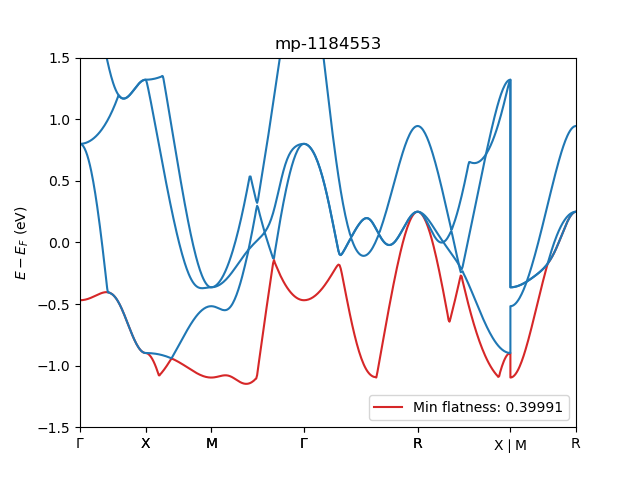 mp-1184553
1.5
1.0
0.5
0.0
−0.5
−1.0
−1.5
E − E_F (eV)
Γ X M Γ R X | M R
Min flatness: 0.39991